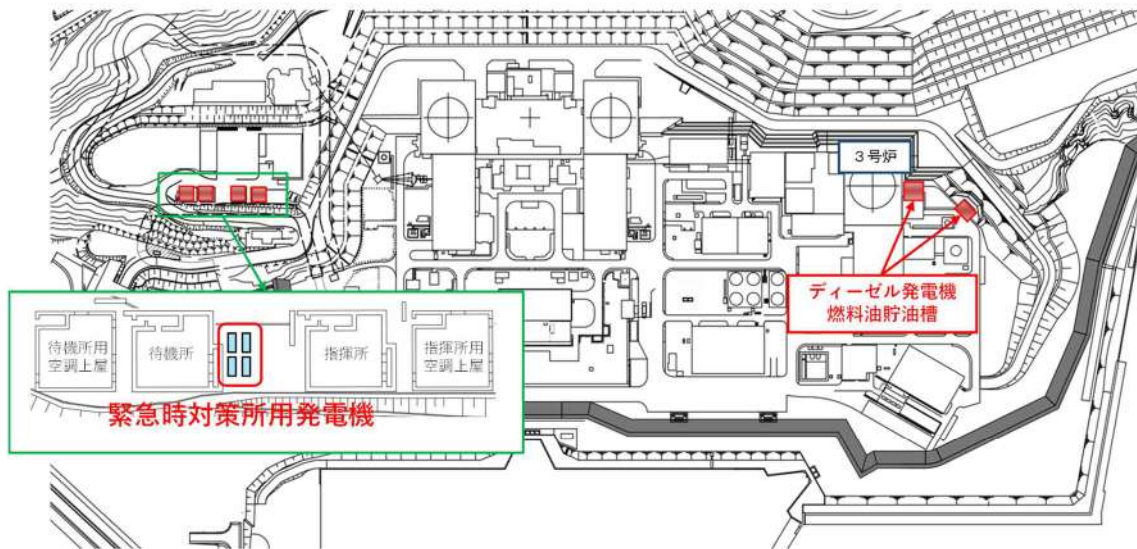 3号炉
ディーゼル発電機
燃料油貯油槽
待機所用
空調上屋
待機所
指揮所
指揮所用
空調上屋
緊急時対策所用発電機